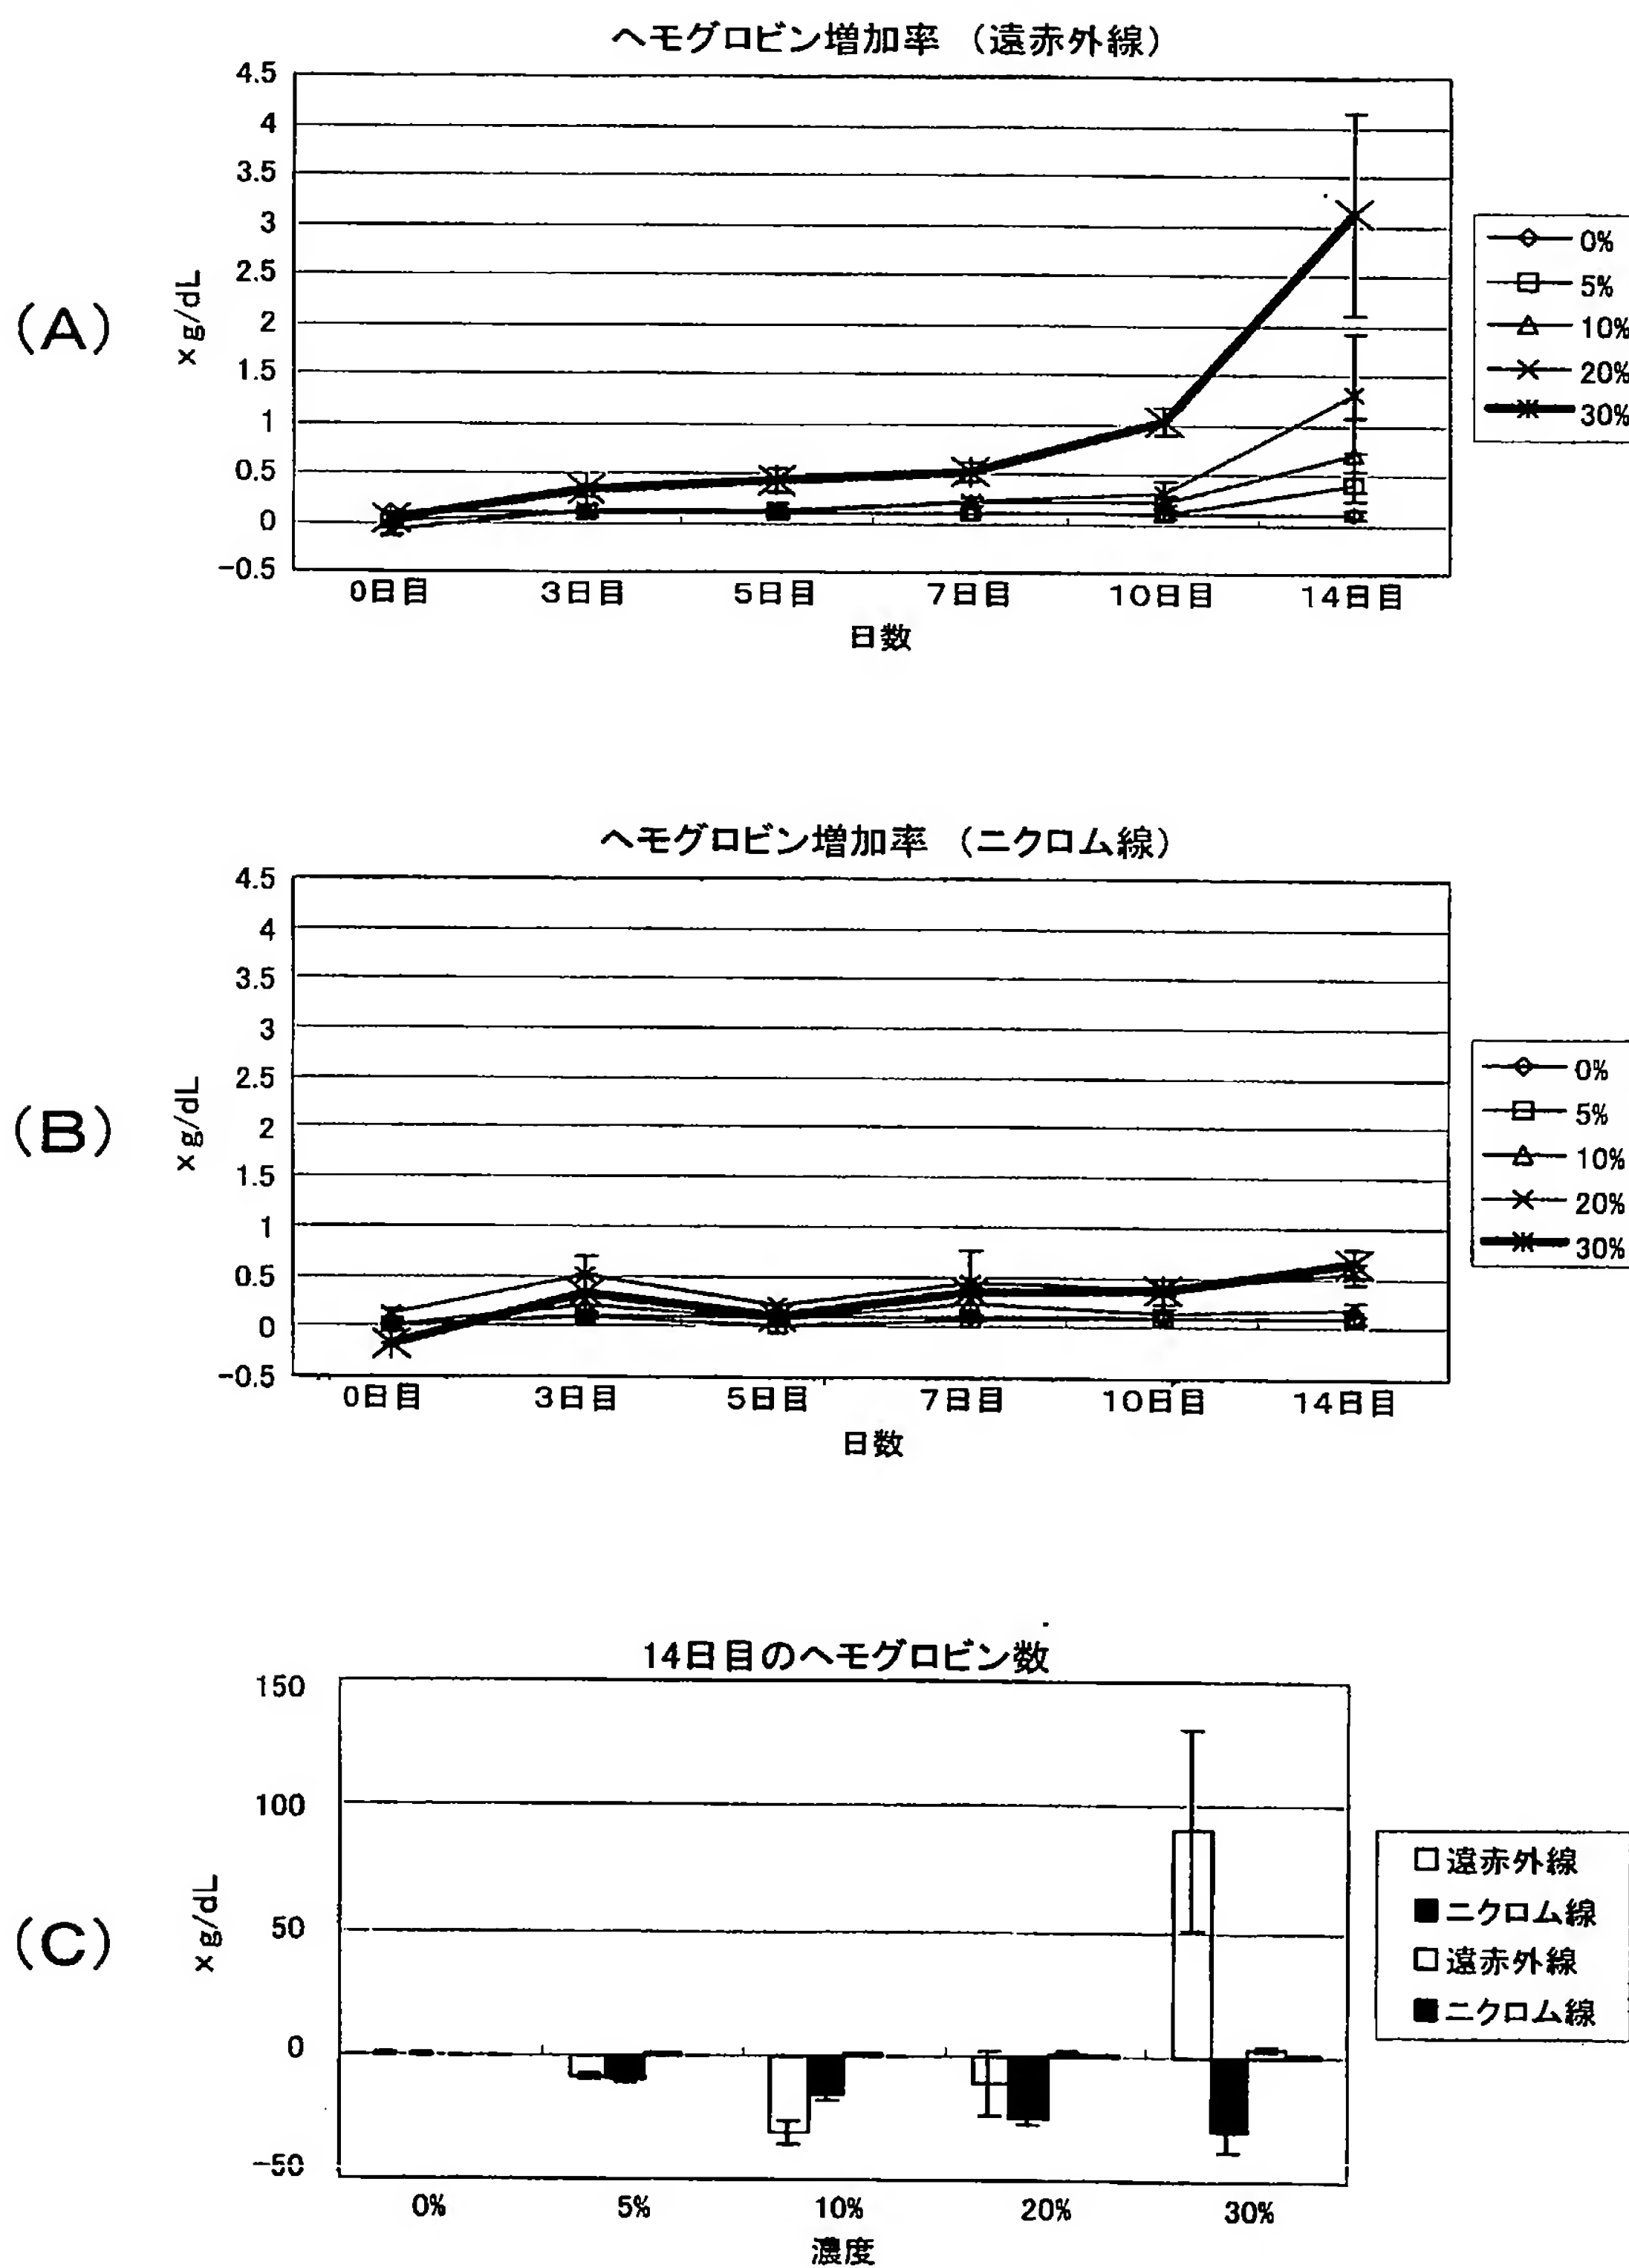 ヘモグロビン増加率 (遠赤外線)
(A)
×g/dL
4.5
4
3.5
3
2.5
2
1.5
1
0.5
0
-0.5
0日目 3日目 5日目 7日目 10日目 14日目
日数
0%
5%
10%
20%
30%
ヘモグロビン増加率 (ニクロム線)
(B)
×g/dL
4.5
4
3.5
3
2.5
2
1.5
1
0.5
0
-0.5
0日目 3日目 5日目 7日目 10日目 14日目
日数
0%
5%
10%
20%
30%
14日目のヘモグロビン数
(C)
×g/dL
150
100
50
0
-50
0% 5% 10% 20% 30%
濃度
遠赤外線
ニクロム線
遠赤外線
ニクロム線